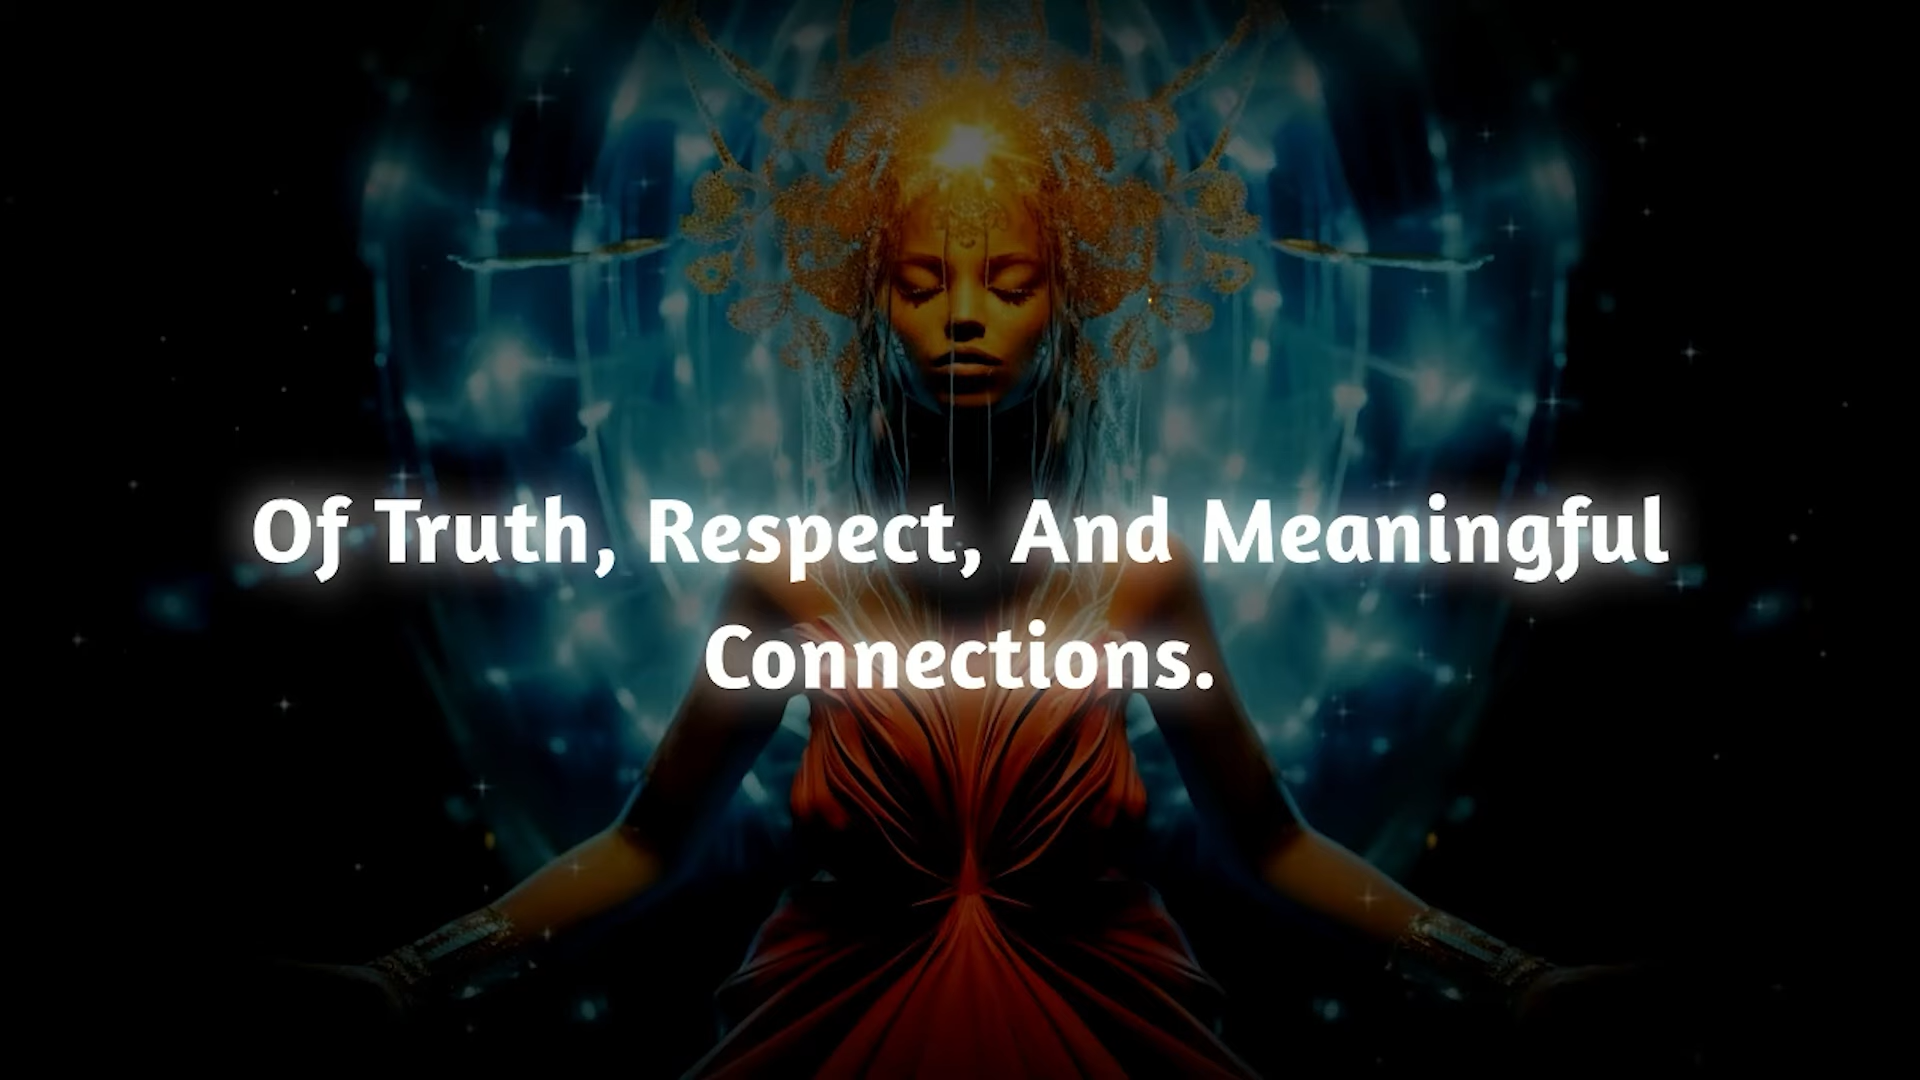 Of Truth, Respect, And Meaningful
Connections.